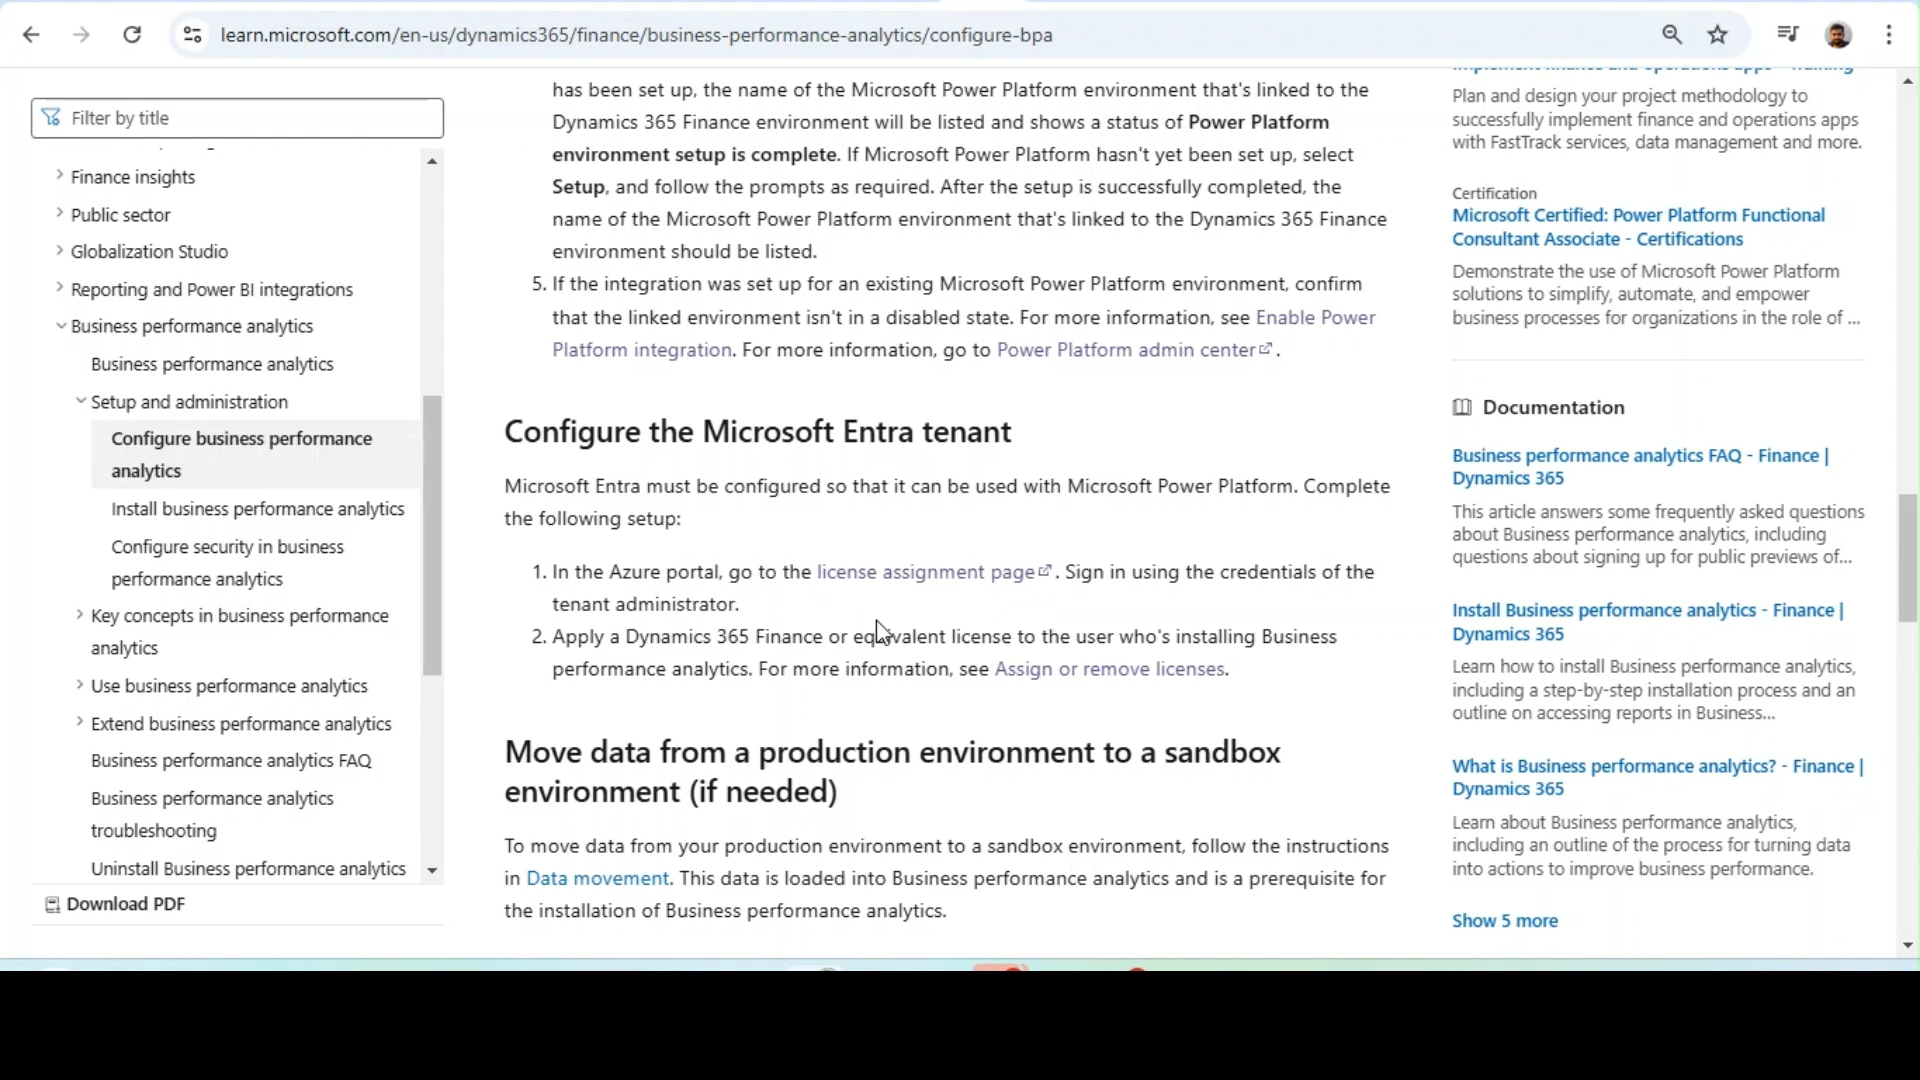 learn.microsoft.com/en-us/dynamics365/finance/business-performance-analytics/configure-bpa
Filter by title
Finance insights
Public sector
Globalization Studio
Reporting and Power BI integrations
Business performance analytics
Business performance analytics
Setup and administration
Configure business performance
analytics
Install business performance analytics
Configure security in business
performance analytics
Key concepts in business performance
analytics
Use business performance analytics
Extend business performance analytics
Business performance analytics FAQ
Business performance analytics
troubleshooting
Uninstall Business performance analytics
Download PDF
has been set up, the name of the Microsoft Power Platform environment that's linked to the
Dynamics 365 Finance environment will be listed and shows a status of Power Platform
environment setup is complete. If Microsoft Power Platform hasn't yet been set up, select
Setup, and follow the prompts as required. After the setup is successfully completed, the
name of the Microsoft Power Platform environment that's linked to the Dynamics 365 Finance
environment should be listed.
5. If the integration was set up for an existing Microsoft Power Platform environment, confirm
that the linked environment isn't in a disabled state. For more information, see Enable Power
Platform integration. For more information, go to Power Platform admin center.
Configure the Microsoft Entra tenant
Microsoft Entra must be configured so that it can be used with Microsoft Power Platform. Complete
the following setup:
1. In the Azure portal, go to the license assignment page. Sign in using the credentials of the
tenant administrator.
2. Apply a Dynamics 365 Finance or equivalent license to the user who's installing Business
performance analytics. For more information, see Assign or remove licenses.
Move data from a production environment to a sandbox
environment (if needed)
To move data from your production environment to a sandbox environment, follow the instructions
in Data movement. This data is loaded into Business performance analytics and is a prerequisite for
the installation of Business performance analytics.
Implement finance and operations apps - Training
Plan and design your project methodology to
successfully implement finance and operations apps
with FastTrack services, data management and more.
Certification
Microsoft Certified: Power Platform Functional
Consultant Associate - Certifications
Demonstrate the use of Microsoft Power Platform
solutions to simplify, automate, and empower
business processes for organizations in the role of ...
Documentation
Business performance analytics FAQ - Finance |
Dynamics 365
This article answers some frequently asked questions
about Business performance analytics, including
questions about signing up for public previews of...
Install Business performance analytics - Finance |
Dynamics 365
Learn how to install Business performance analytics,
including a step-by-step installation process and an
outline on accessing reports in Business...
What is Business performance analytics? - Finance |
Dynamics 365
Learn about Business performance analytics,
including an outline of the process for turning data
into actions to improve business performance.
Show 5 more